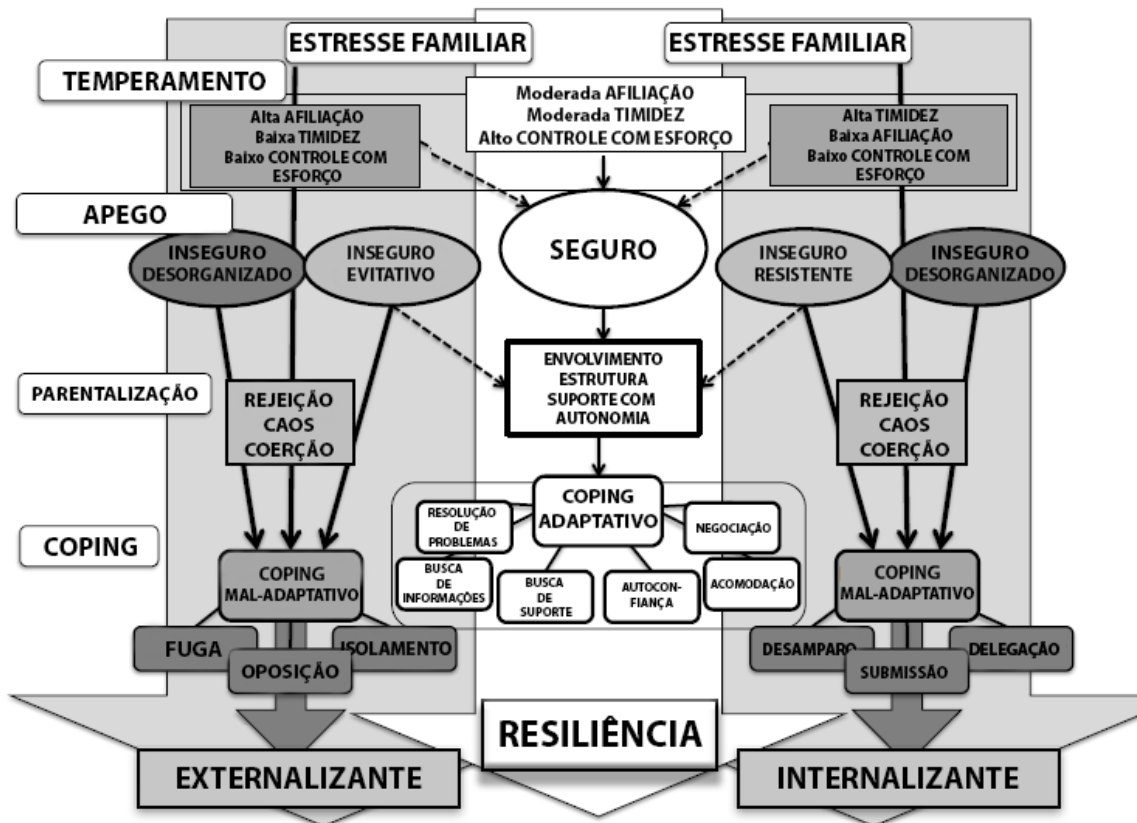 ESTRESSE FAMILIAR
ESTRESSE FAMILIAR
TEMPERAMENTO
Alta AFILIAÇÃO
Baixa TIMIDEZ
Baixo CONTROLE COM
ESFORÇO
Moderada AFILIAÇÃO
Moderada TIMIDEZ
Alto CONTROLE COM ESFORÇO
Alta TIMIDEZ
Baixa AFILIAÇÃO
Baixo CONTROLE COM
ESFORÇO
APEGO
INSEGURO
DESORGANIZADO
INSEGURO
EVITATIVO
SEGURO
INSEGURO
RESISTENTE
INSEGURO
DESORGANIZADO
PARENTALIZAÇÃO
REJEIÇÃO
CAOS
COERÇÃO
ENVOLVIMENTO
ESTRUTURA
SUPORTE COM
AUTONOMIA
REJEIÇÃO
CAOS
COERÇÃO
COPING
COPING
MAL-ADAPTATIVO
FUGA
OPOSIÇÃO
ISOLAMENTO
COPING
ADAPTATIVO
RESOLUÇÃO
DE
PROBLEMAS
BUSCA
DE
INFORMAÇÕES
BUSCA
DE
SUPORTE
AUTOCON-
FIANÇA
ACOMODAÇÃO
NEGOCIAÇÃO
COPING
MAL-ADAPTATIVO
DESAMPARO
SUBMISSÃO
DELEGAÇÃO
EXTERNALIZANTE
RESILIÊNCIA
INTERNALIZANTE